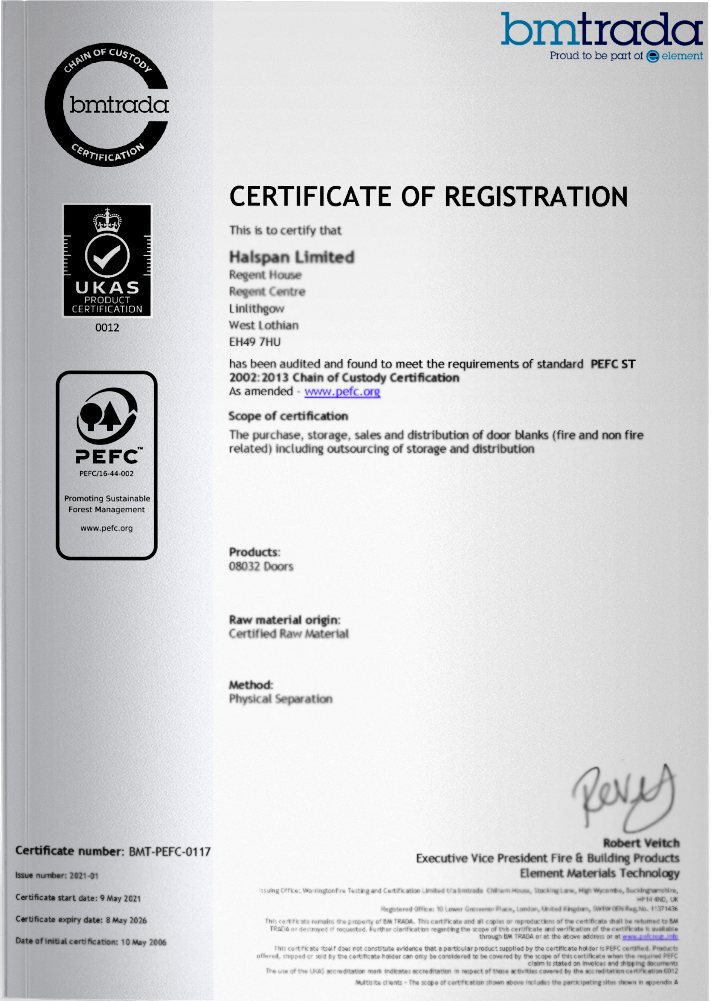 bmtrada
Proud to be part of element
CHAIN OF CUSTODY
bmtrada
CERTIFICATION
CERTIFICATE OF REGISTRATION
This is to certify that
Halspan Limited
Regent House
Regent Centre
Linlithgow
West Lothian
EH49 7HU
has been audited and found to meet the requirements of standard PEFC ST
2002:2013 Chain of Custody Certification
As amended - www.pefc.org
Scope of certification
The purchase, storage, sales and distribution of door blanks (fire and non fire
related) including outsourcing of storage and distribution
UKAS
PRODUCT
CERTIFICATION
0012
PEFC™
PEFC/16-44-002
Promoting Sustainable
Forest Management
www.pefc.org
Products:
08032 Doors
Raw material origin:
Certified Raw Material
Method:
Physical Separation
Robert Veitch
Executive Vice President Fire & Building Products
Element Materials Technology
Certificate number: BMT-PEFC-0117
Issue number: 2021-01
Certificate start date: 9 May 2021
Certificate expiry date: 8 May 2026
Date of initial certification: 10 May 2006
Issuing Office: Warringtonfire Testing and Certification Limited t/a bmtrada Chiltern House, Stocking Lane, High Wycombe, Buckinghamshire,
HP14 4ND, UK
Registered Office: 10 Lower Grosvenor Place, London, United Kingdom, SW1W 0EN Reg.No. 11371436
This certificate remains the property of BM TRADA. This certificate and all copies or reproductions of the certificate shall be returned to BM
TRADA or destroyed if requested. Further clarification regarding the scope of this certificate and verification of the certificate is available
through BM TRADA or at the above address or at www.pefc.org
This certificate itself does not constitute evidence that a particular product supplied by the certificate holder is PEFC certified. Products
offered, shipped or sold by the certificate holder can only be considered to be covered by the scope of this certificate when the required PEFC
claim is stated on invoices and shipping documents
The use of the UKAS accreditation mark indicates accreditation in respect of those activities covered by the accreditation certification 0012
Multisite clients - The scope of certification shown above includes the participating sites shown in appendix A